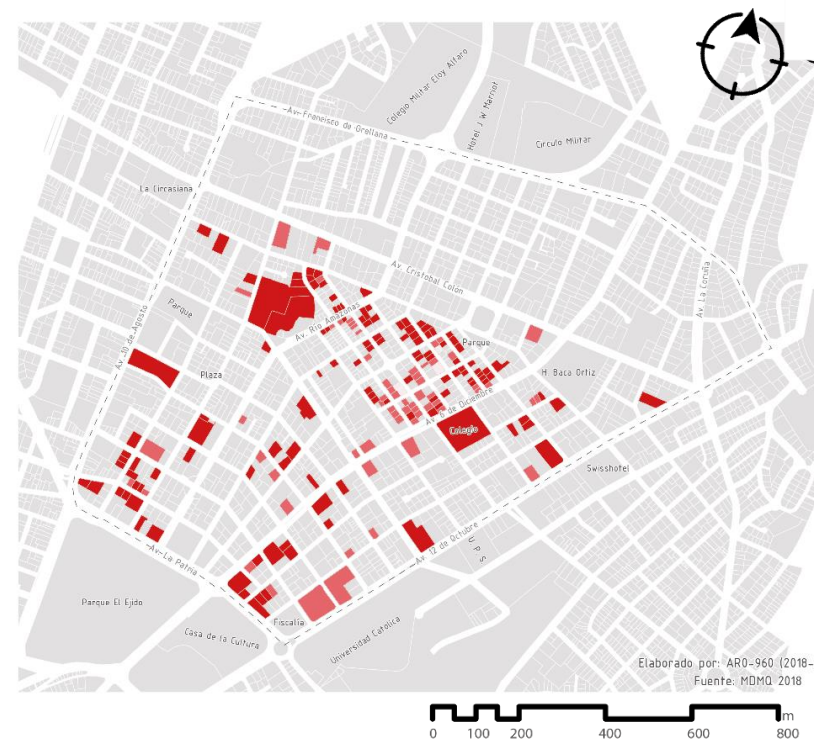 Colegio Militar Eloy Alfaro
Hotel J.W. Marriot
Av. Francisco de Orellana
Circulo Militar
La Circasiana
Av. Cristobal Colon
Av. La Coruña
Parque
Av. 10 de Agosto
Av. Rio Amazonas
Parque
Plaza
H. Baca Ortiz
Av. 6 de Diciembre
Colegio
Swisshotel
Av. 12 de Octubre
U P S
Av. La Patria
Parque El Ejido
Fiscalia
Casa de la Cultura
Universidad Católica
Elaborado por: ARO-960 (2018-
Fuente: MDMQ 2018
0 100 200 400 600 800 m